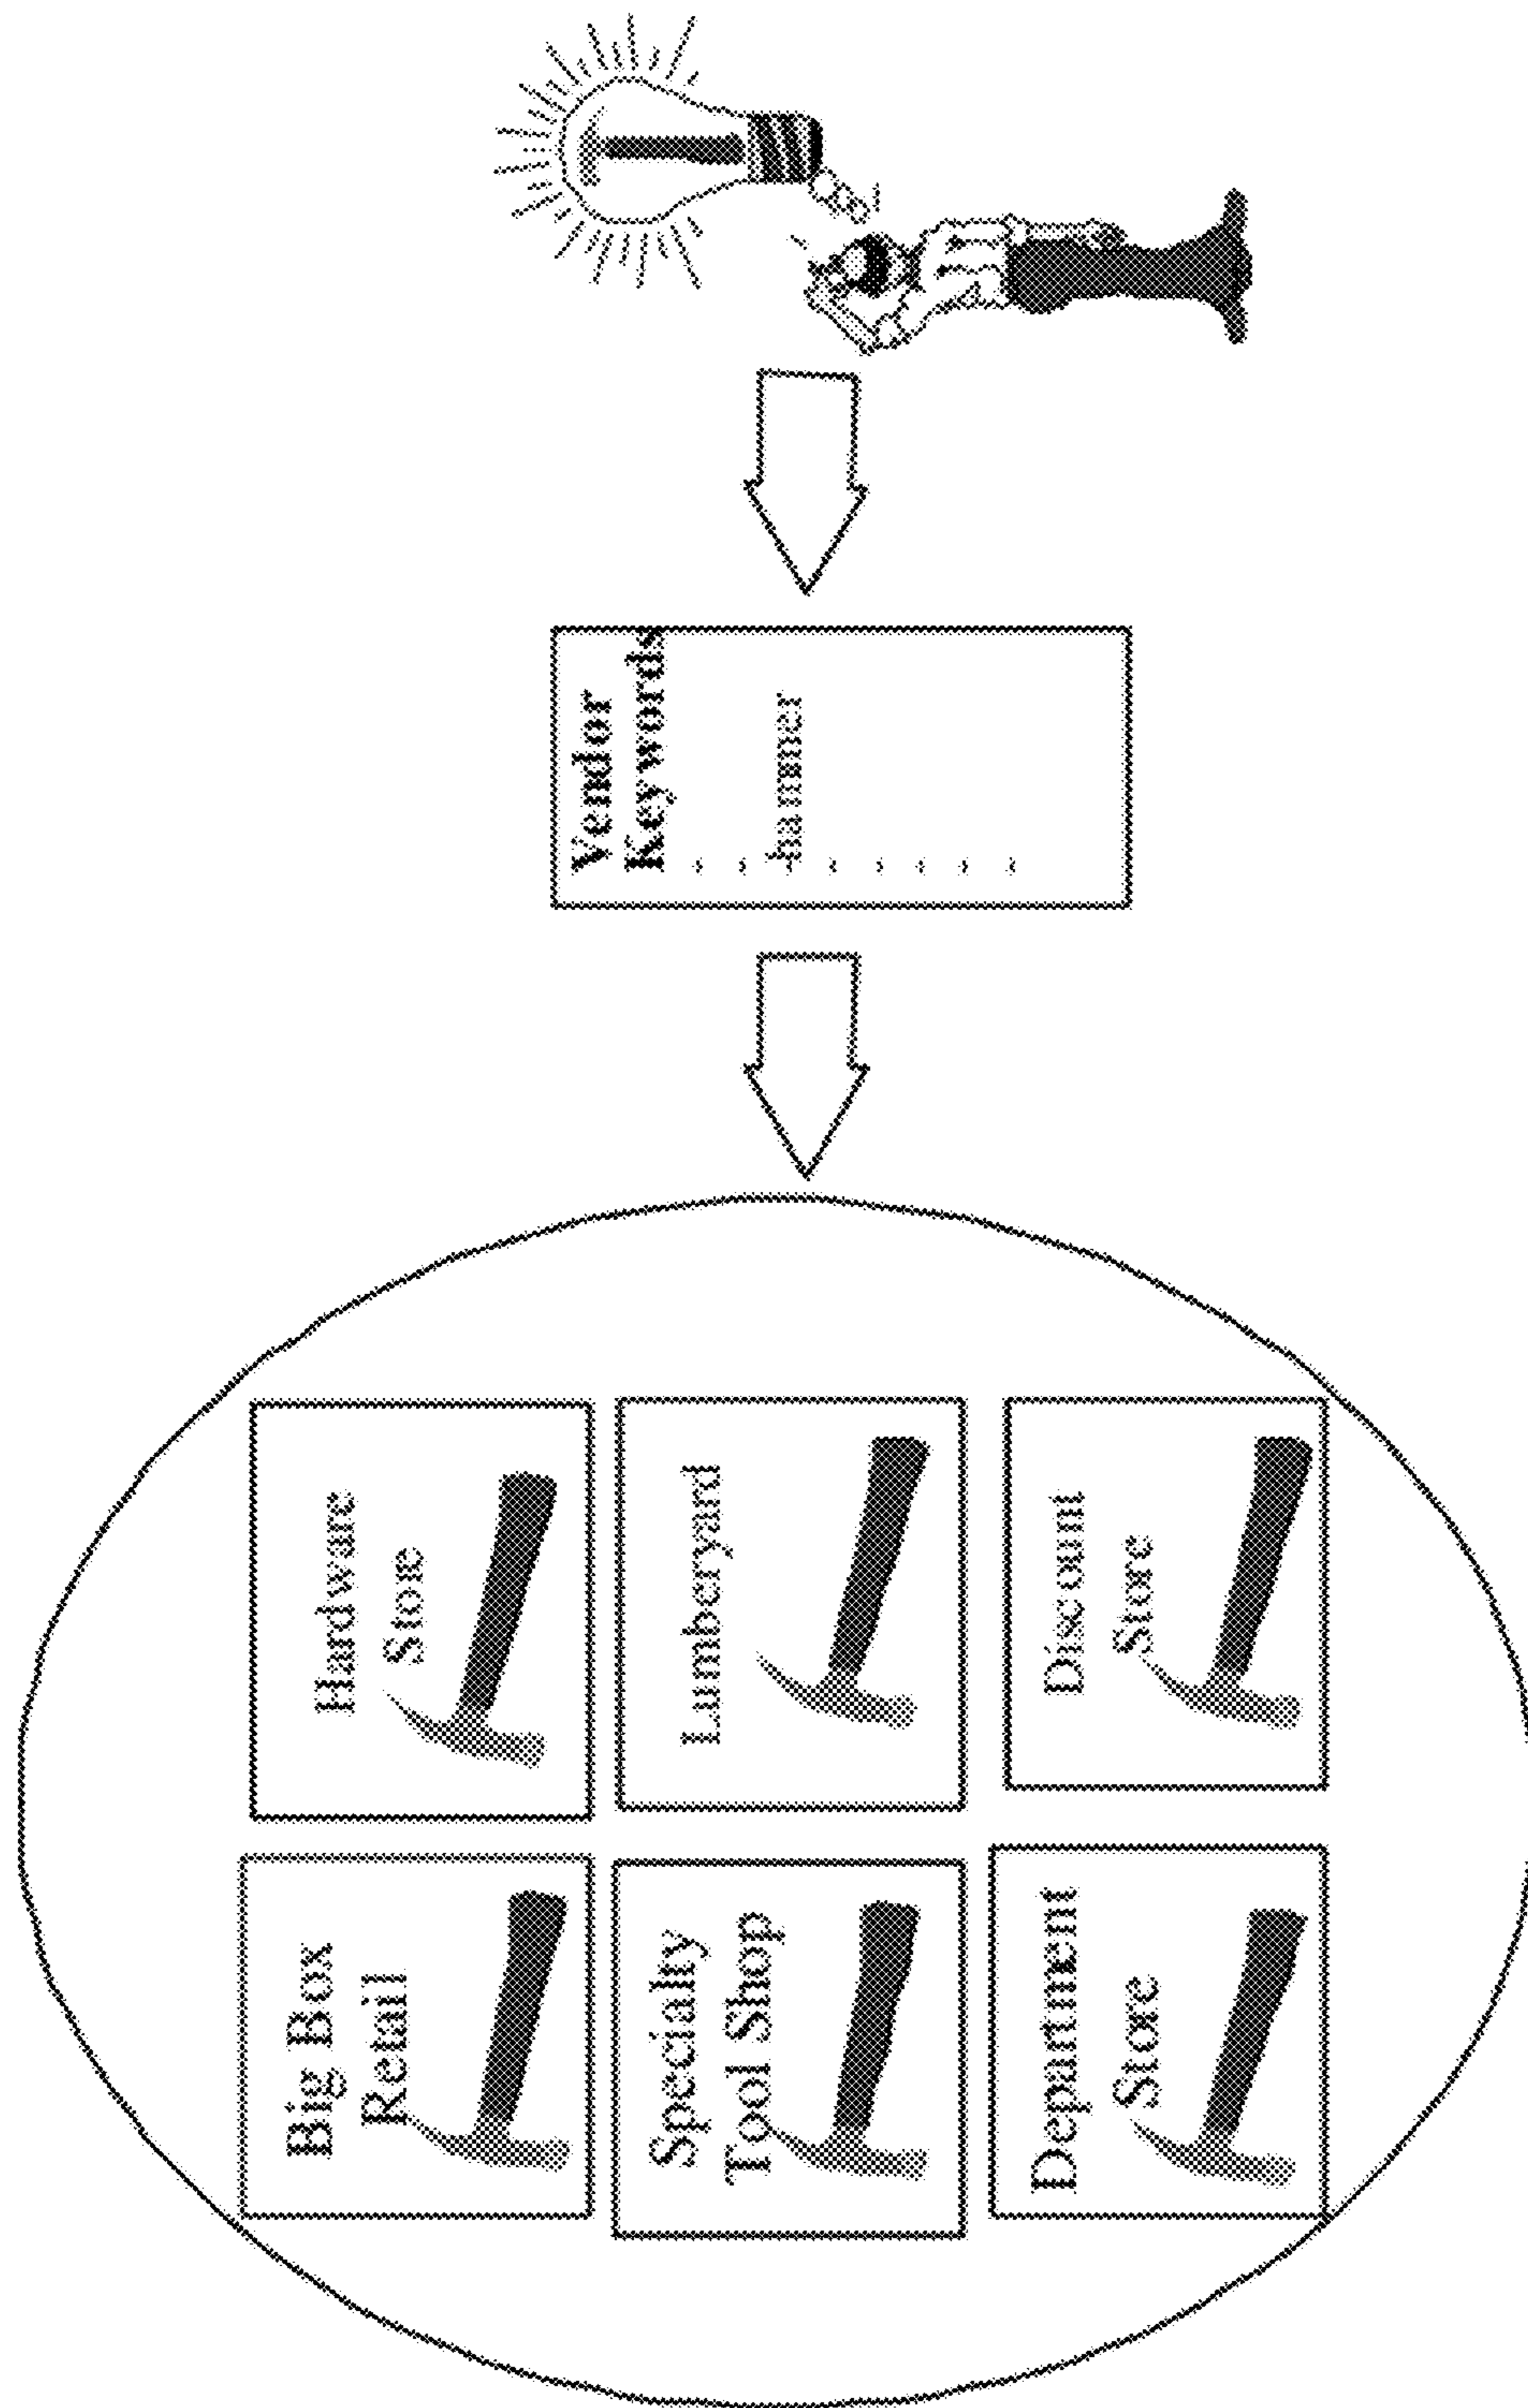 Big Box
Retail
Hardware
Store
Specialty
Tool Shop
Lumberyard
Department
Store
Discount
Store
Vendor
Keywords
.
.
. hammer
.
.
.
.
.